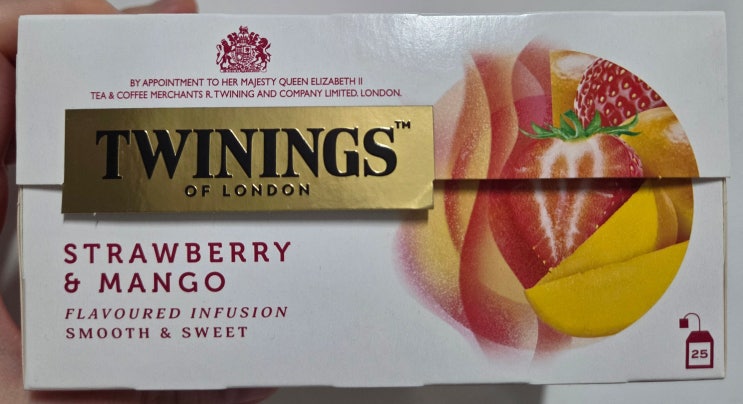 BY APPOINTMENT TO HER MAJESTY QUEEN ELIZABETH II
TEA & COFFEE MERCHANTS R. TWINING AND COMPANY LIMITED. LONDON.
TWININGS™
OF LONDON
STRAWBERRY
& MANGO
FLAVOURED INFUSION
SMOOTH & SWEET
25